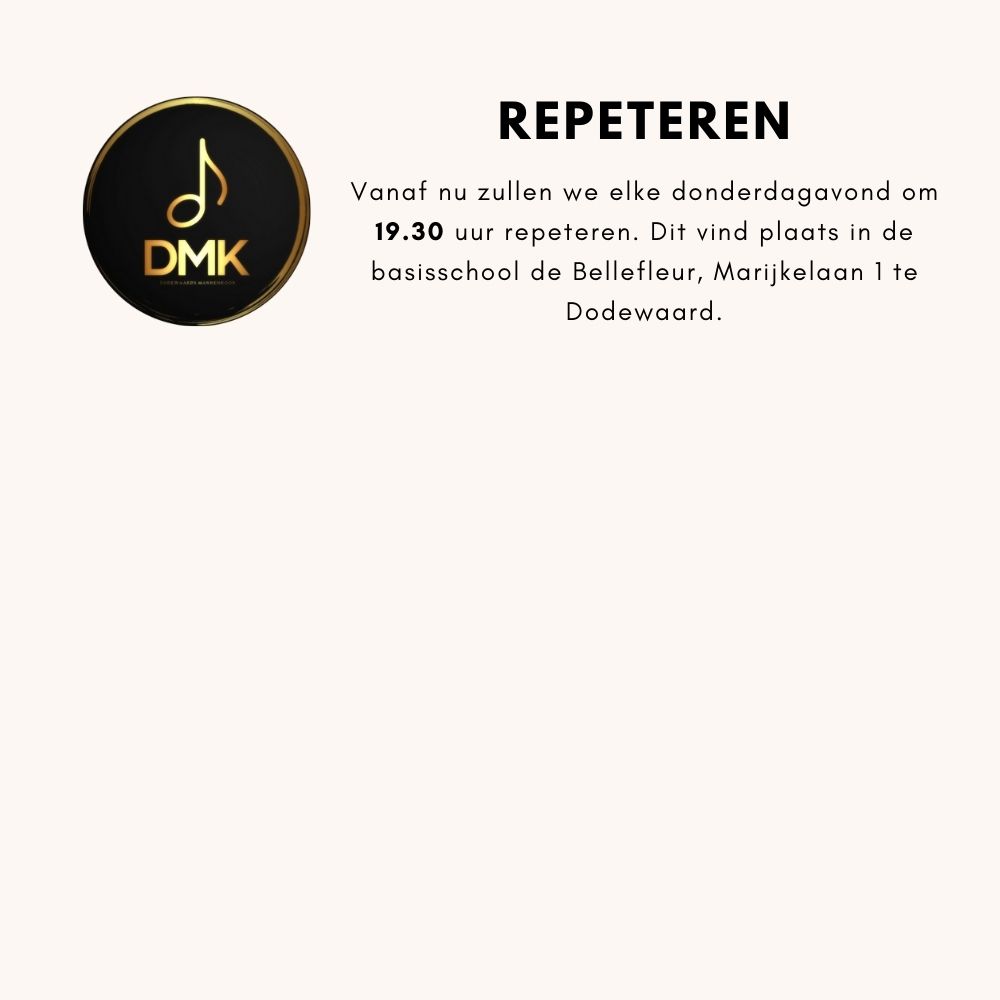 DMK
DODEWAARDS MANNENKOOR
REPETEREN
Vanaf nu zullen we elke donderdagavond om
19.30 uur repeteren. Dit vind plaats in de
basisschool de Bellefleur, Marijkelaan 1 te
Dodewaard.